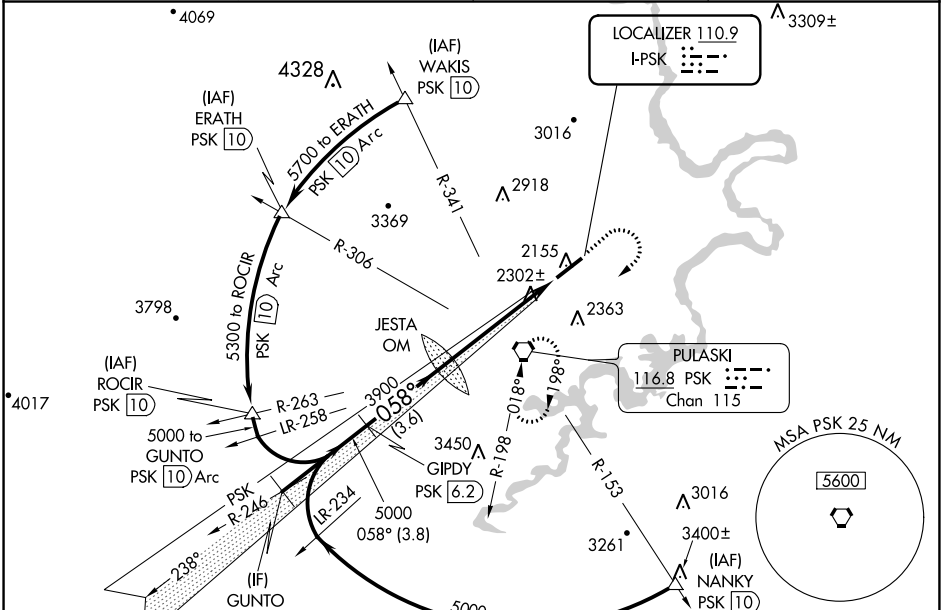 4069
3309±
LOCALIZER 110.9
I-PSK
(IAF)
WAKIS
PSK 10
4328
(IAF)
ERATH
PSK 10
5700 to ERATH
PSK 10 Arc
3016
R-341
2918
3369
R-306
2155
2302±
5300 to ROCIR
PSK 10 Arc
3798
2363
JESTA
OM
PULASKI
116.8 PSK
Chan 115
(IAF)
ROCIR
PSK 10
R-263
LR-258
3900
058°
(3.6)
018°
198°
4017
5000 to
GUNTO
PSK 10 Arc
3450
GIPDY
PSK 6.2
R-198
R-153
MSA PSK 25 NM
5600
PSK
R-246
LR-234
5000
058° (3.8)
3016
3261
3400±
238°
(IF)
GUNTO
(IAF)
NANKY
PSK 10
5000